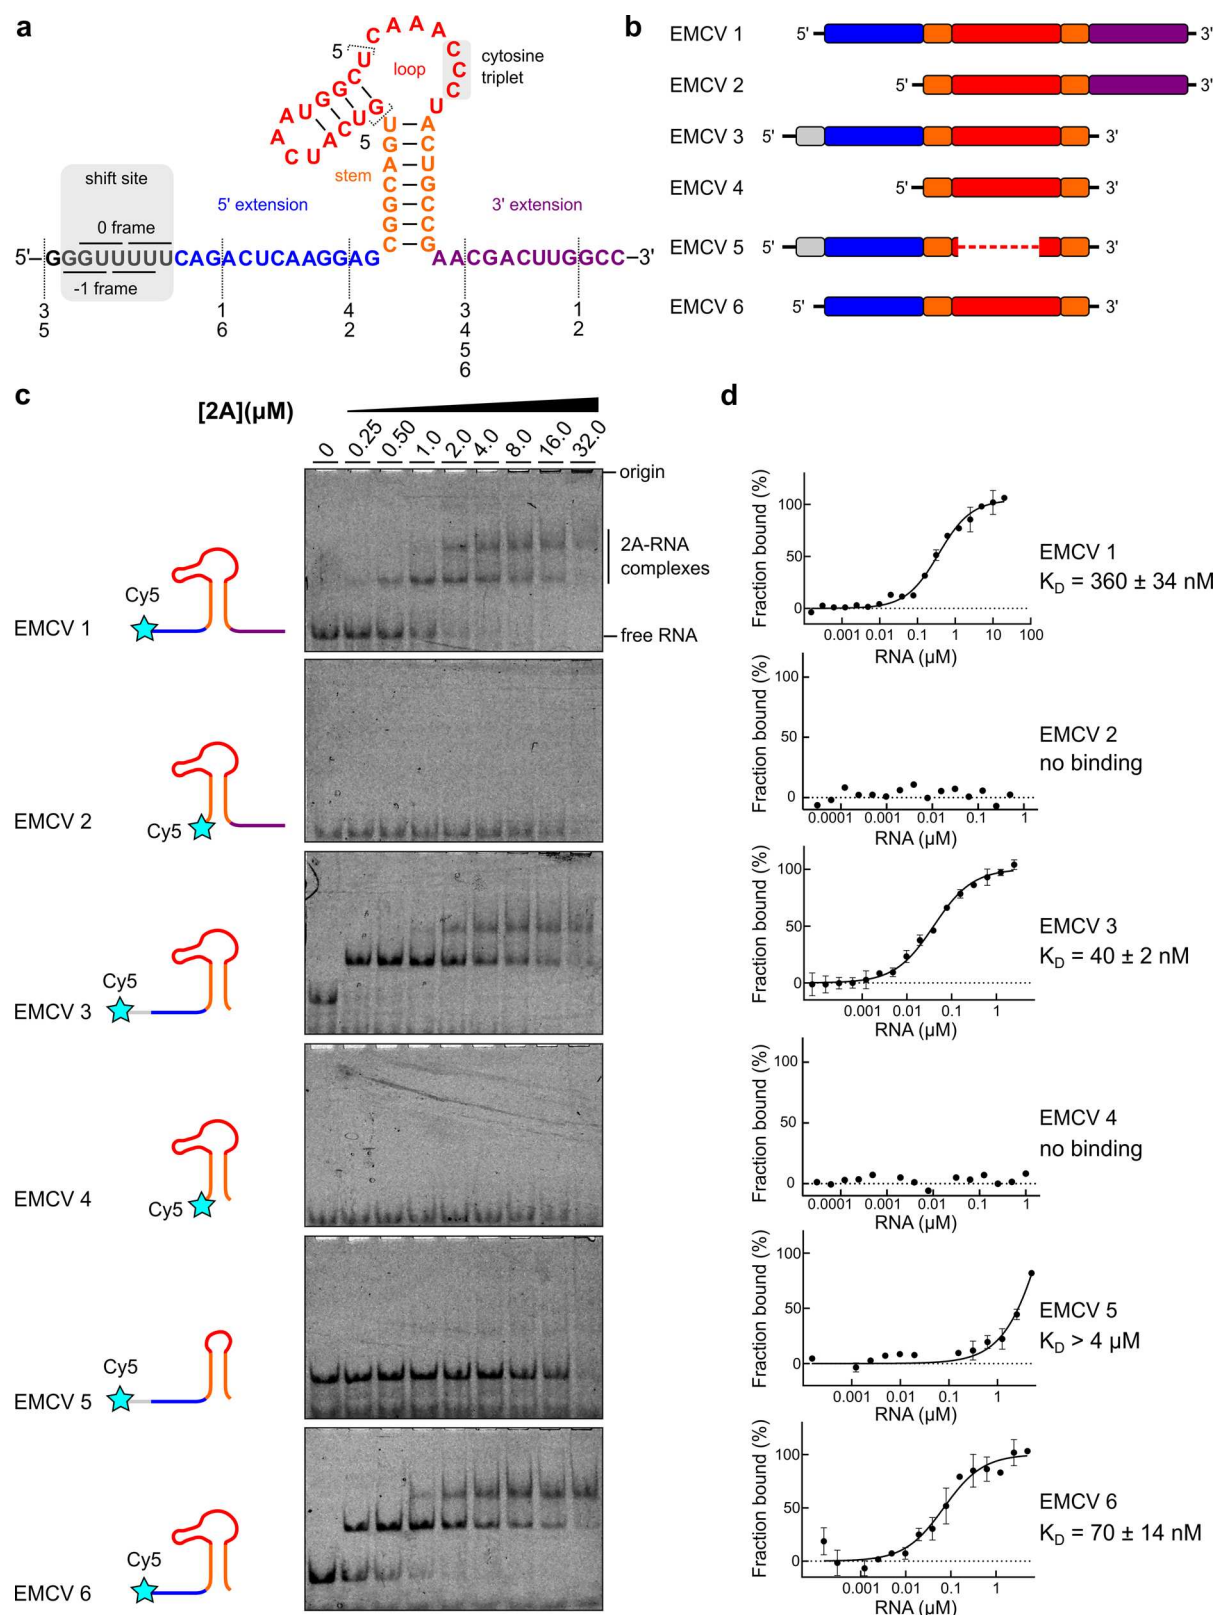 a
C A A A C C C U
U C G G U A A C U C A C U G
5
5
loop
cytosine
triplet
U G A C G G C
A C U G C C G
stem
shift site
0 frame
-1 frame
5' extension
3' extension
5'–GGGUUUUUCAGACUCAAGGAG
AACGACUUGGCC–3'
3 1 4 3 1
5 6 2 4 2
5
6
b
EMCV 1 5' 3'
EMCV 2 5' 3'
EMCV 3 5' 3'
EMCV 4 5' 3'
EMCV 5 5' 3'
EMCV 6 5' 3'
c
[2A](µM)
0 0.25 0.50 1.0 2.0 4.0 8.0 16.0 32.0
origin
2A-RNA
complexes
free RNA
Cy5
EMCV 1
EMCV 2
Cy5
Cy5
EMCV 3
EMCV 4
Cy5
Cy5
EMCV 5
Cy5
EMCV 6
d
Fraction bound (%)
100
50
0
0.001 0.01 0.1 1 10 100
RNA (µM)
EMCV 1
K_D = 360 ± 34 nM
Fraction bound (%)
100
50
0
0.0001 0.001 0.01 0.1 1
RNA (µM)
EMCV 2
no binding
Fraction bound (%)
100
50
0
0.001 0.01 0.1 1
RNA (µM)
EMCV 3
K_D = 40 ± 2 nM
Fraction bound (%)
100
50
0
0.0001 0.001 0.01 0.1 1
RNA (µM)
EMCV 4
no binding
Fraction bound (%)
100
50
0
0.001 0.01 0.1 1
RNA (µM)
EMCV 5
K_D > 4 µM
Fraction bound (%)
100
50
0
0.001 0.01 0.1 1
RNA (µM)
EMCV 6
K_D = 70 ± 14 nM